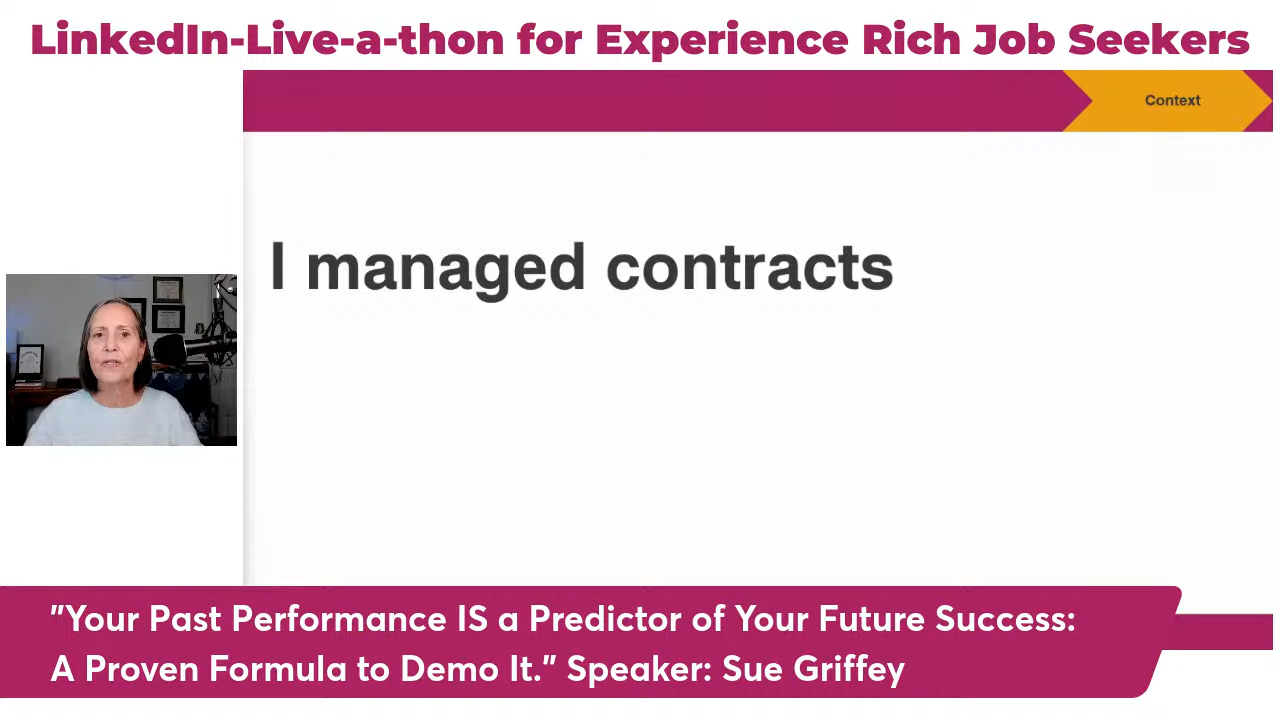 LinkedIn-Live-a-thon for Experience Rich Job Seekers
Context
I managed contracts
"Your Past Performance IS a Predictor of Your Future Success:
A Proven Formula to Demo It." Speaker: Sue Griffey